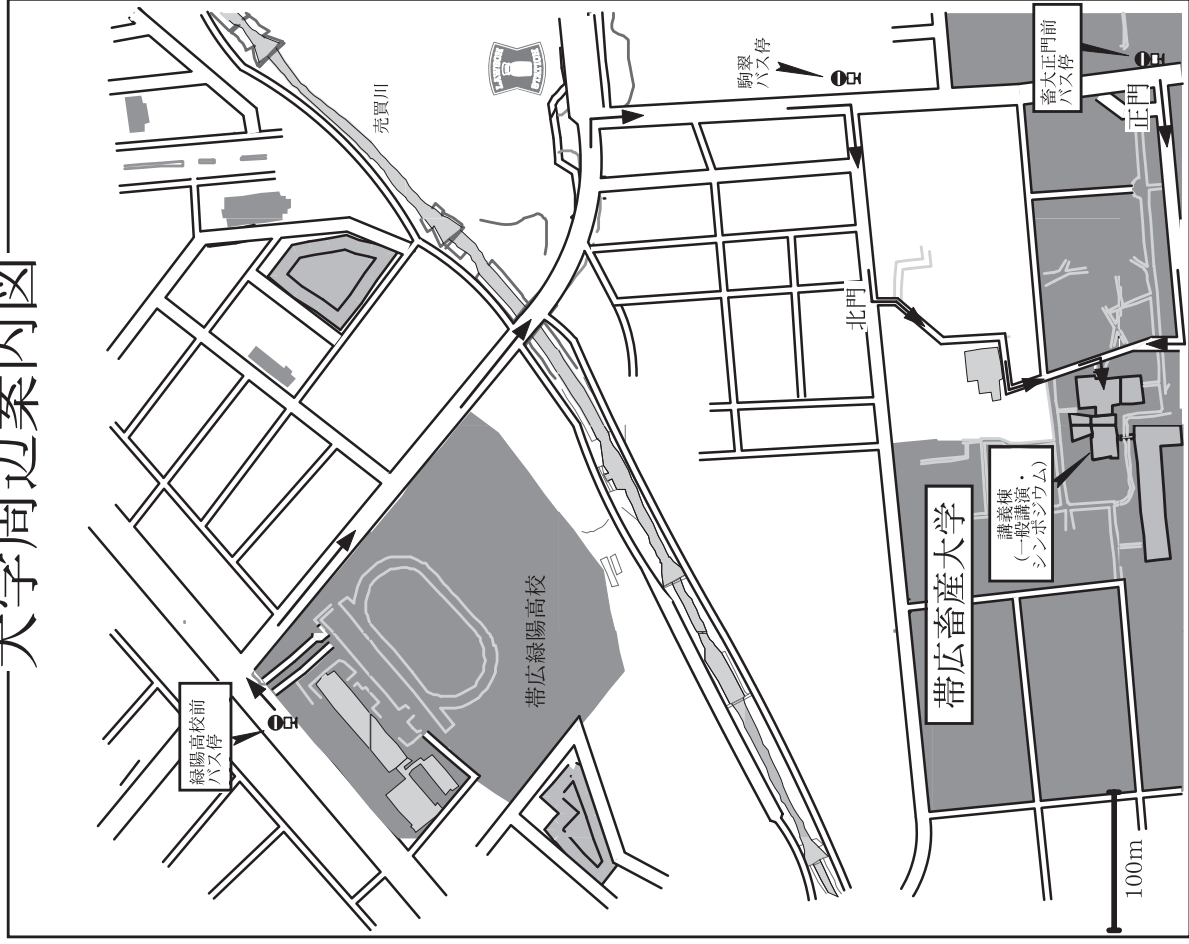 大学周辺案内図
緑陽高校前
バス停
帯広緑陽高校
売買川
駒翠
バス停
北門
畜大正門前
バス停
正門
帯広畜産大学
講義棟
(一般講演・
シンポジウム)
100m